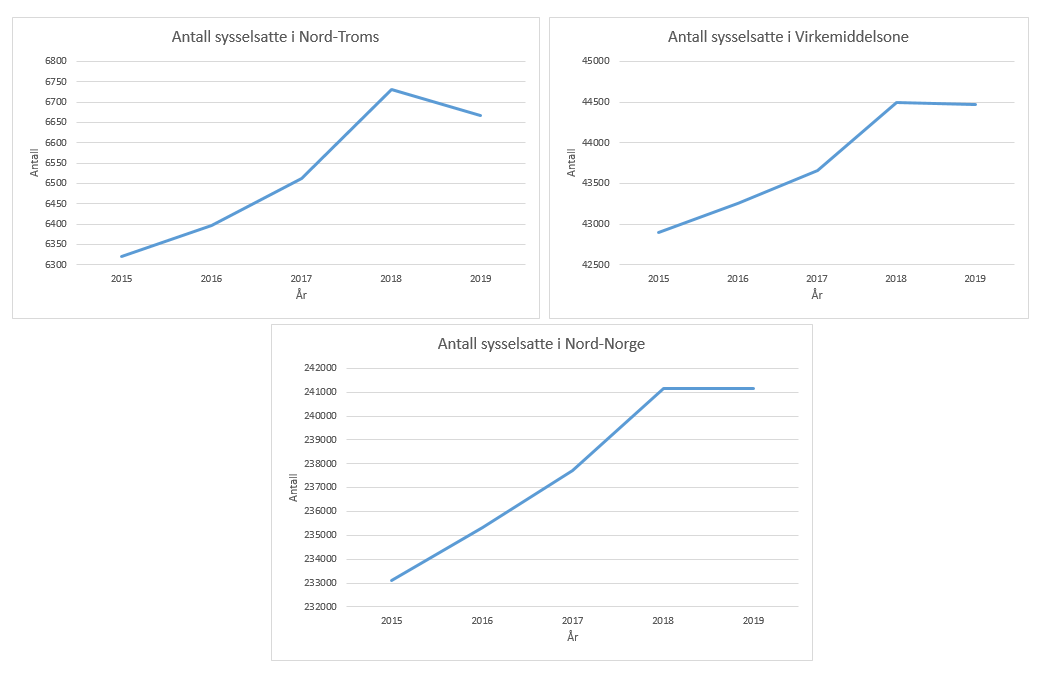 Antall sysselsatte i Nord-Troms
6800
6750
6700
6650
6600
6550
6500
6450
6400
6350
6300
Antall
2015 2016 2017 2018 2019
År
Antall sysselsatte i Virkemiddelsone
45000
44500
44000
43500
43000
42500
Antall
2015 2016 2017 2018 2019
År
Antall sysselsatte i Nord-Norge
242000
241000
240000
239000
238000
237000
236000
235000
234000
233000
232000
Antall
2015 2016 2017 2018 2019
År